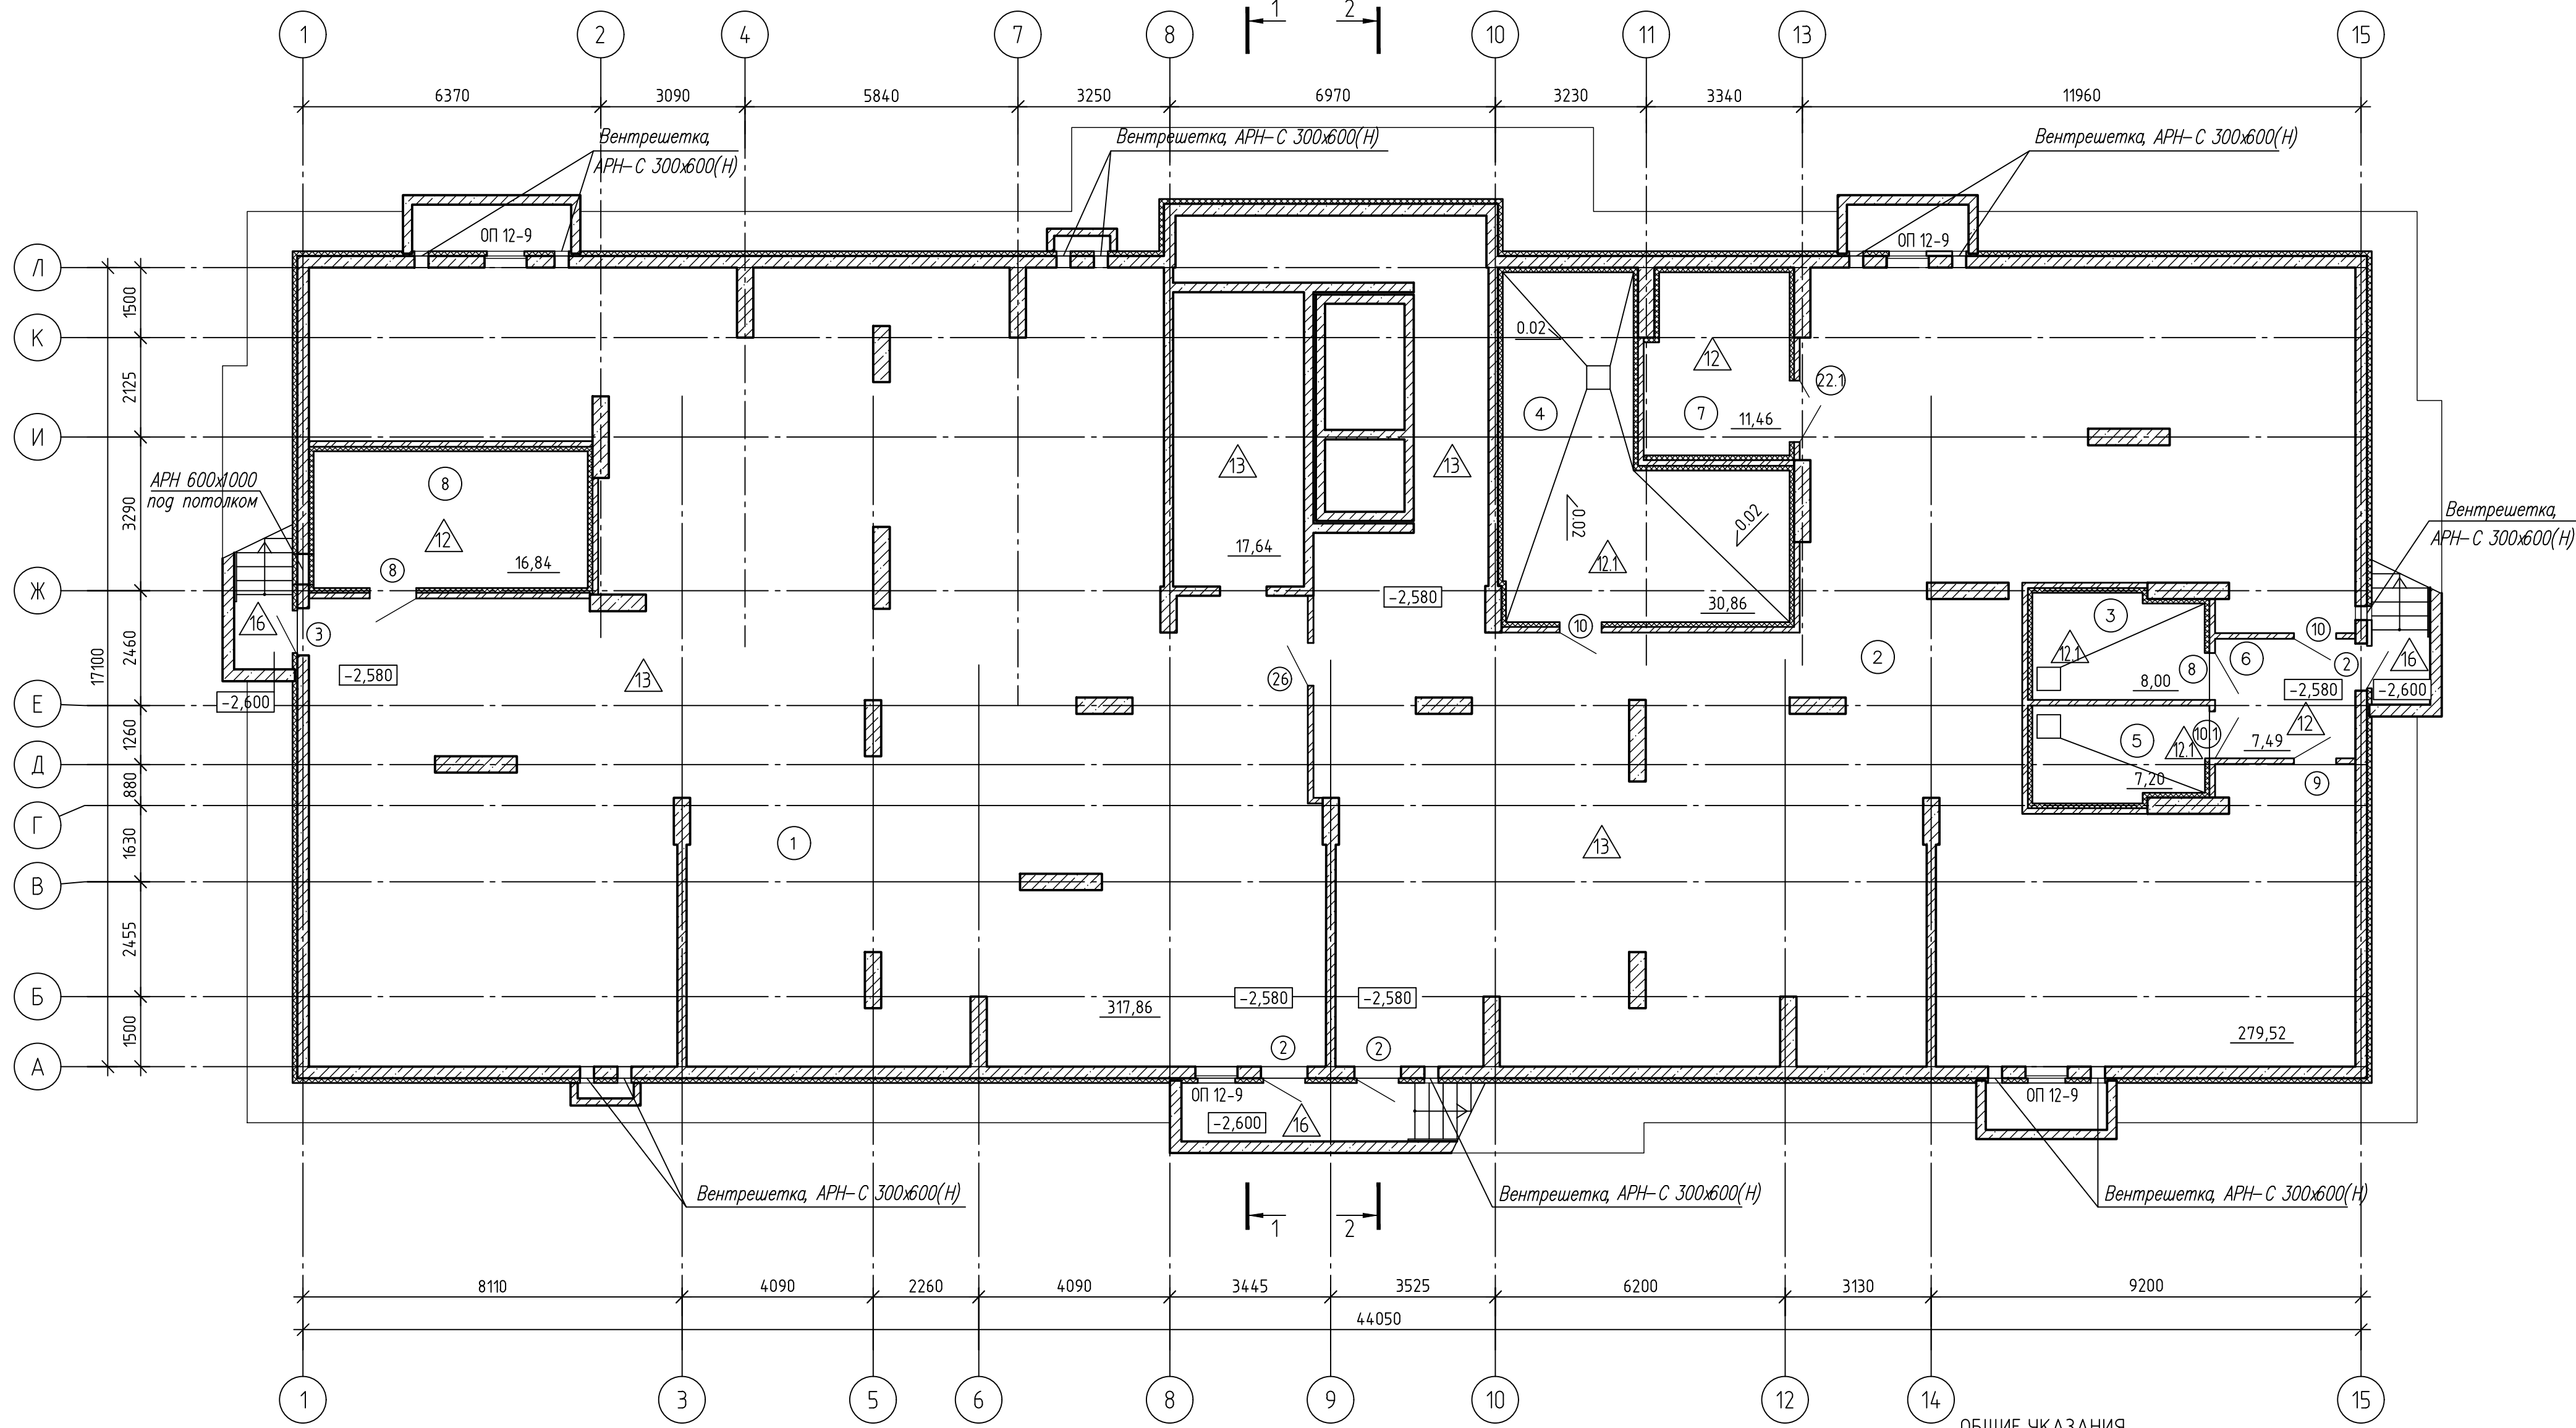 1 2
1 2 4 7 8 10 11 13 15
6370 3090 5840 3250 6970 3230 3340 11960
Вентрешетка,
АРН-С 300х600(Н)
Вентрешетка, АРН-С 300х600(Н)
Вентрешетка, АРН-С 300х600(Н)
ОП 12-9
ОП 12-9
Л
К
И
Ж
Е
Д
Г
В
Б
А
1500
2125
3290
2460
1260
880
1630
2455
1500
17100
АРН 600х1000
под потолком
16
3
-2,600
-2,580
8
12
16,84
8
13
1
317,86
-2,580
2
13
17,64
13
-2,580
26
0.02
4
0.02
0.02
12.1
30,86
10
12
7
11,46
22.1
2
13
-2,580
2
3
12.1
8,00
8
5
12.1
10.1
7,20
6
10
2
-2,580
12
7,49
9
16
-2,600
279,52
Вентрешетка,
АРН-С 300х600(Н)
ОП 12-9
-2,600
16
ОП 12-9
Вентрешетка, АРН-С 300х600(Н)
Вентрешетка, АРН-С 300х600(Н)
Вентрешетка, АРН-С 300х600(Н)
1 2
8110 4090 2260 4090 3445 3525 6200 3130 9200
44050
1 3 5 6 8 9 10 12 14 15
ОБЩИЕ УКАЗАНИЯ